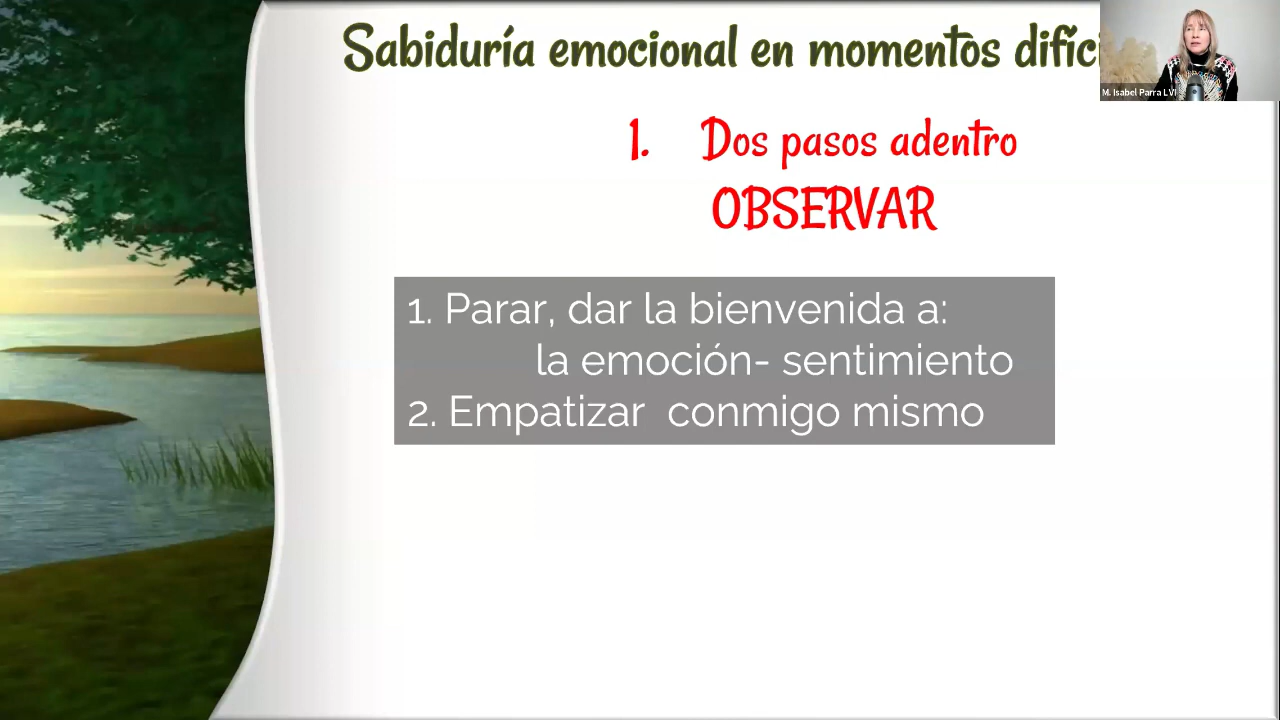 Sabiduría emocional en momentos difíci
M. Isabel Parra LVI
1. Dos pasos adentro
OBSERVAR
1. Parar, dar la bienvenida a:
la emoción- sentimiento
2. Empatizar conmigo mismo